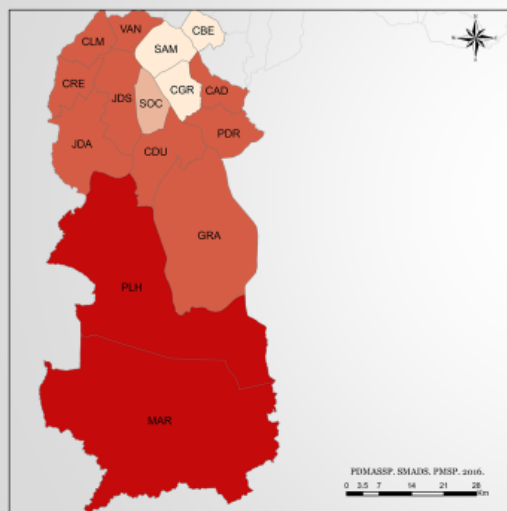 VAN
CBE
CLM
SAM
CRE
JDS
SOC
CGR
CAD
JDA
CDU
PDR
GRA
PLH
MAR
PDMASSP. SMADS. PMSP. 2016.
0 3.5 7 14 21 28
Km